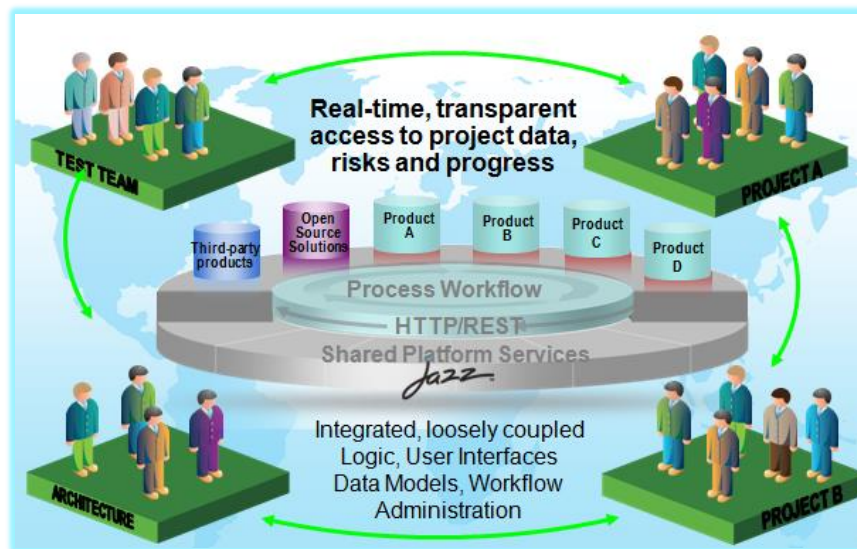 Real-time, transparent
access to project data,
risks and progress
TEST TEAM
PROJECT A
Third-party
products
Open
Source
Solutions
Product
A
Product
B
Product
C
Product
D
Process Workflow
HTTP/REST
Shared Platform Services
Jazz
Integrated, loosely coupled
Logic, User Interfaces
Data Models, Workflow
Administration
ARCHITECTURE
PROJECT B